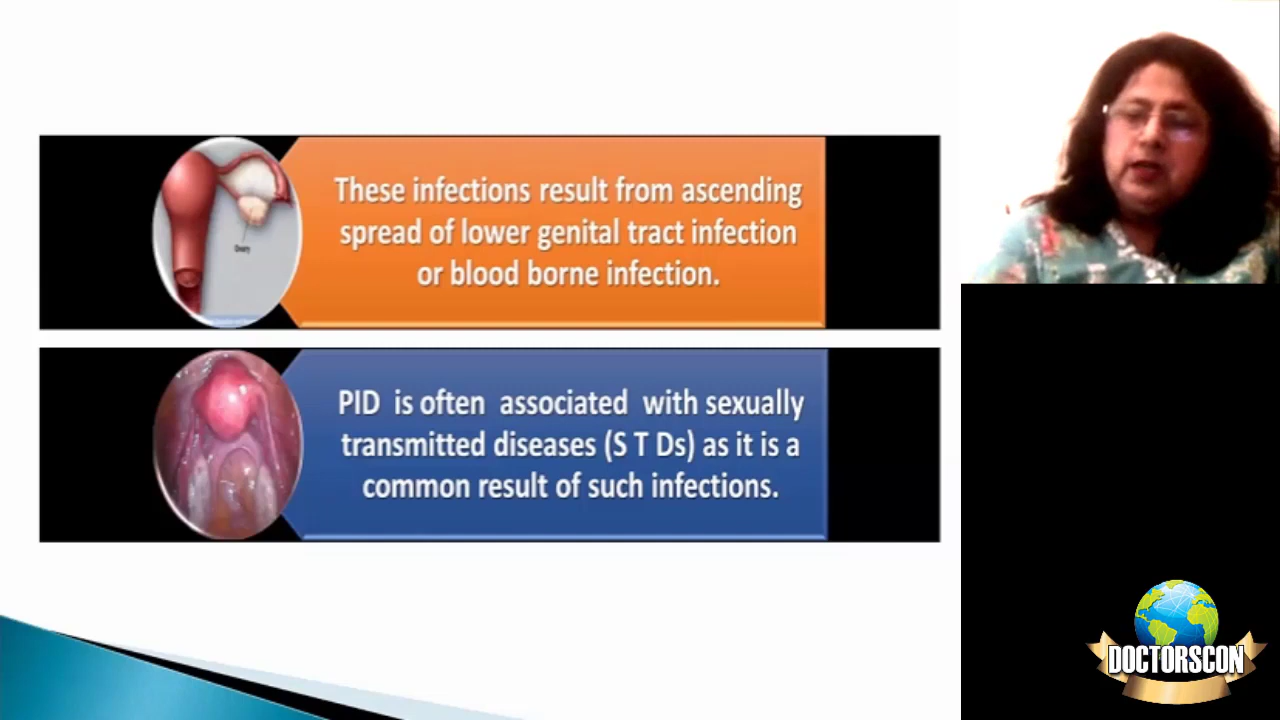 These infections result from ascending
spread of lower genital tract infection
or blood borne infection.
Ovary
PID is often associated with sexually
transmitted diseases (S T Ds) as it is a
common result of such infections.
DOCTORSCON